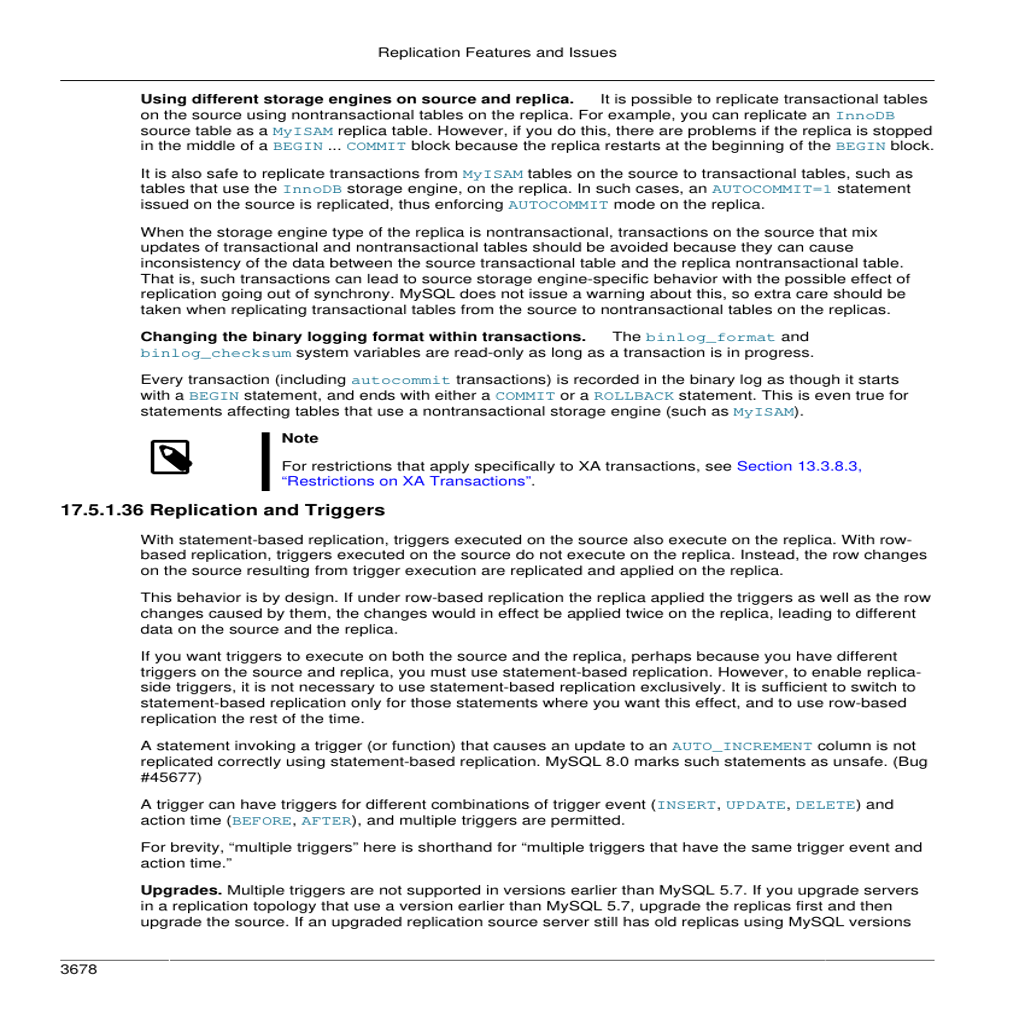 Replication Features and Issues
Using different storage engines on source and replica. It is possible to replicate transactional tables
on the source using nontransactional tables on the replica. For example, you can replicate an InnoDB
source table as a MyISAM replica table. However, if you do this, there are problems if the replica is stopped
in the middle of a BEGIN ... COMMIT block because the replica restarts at the beginning of the BEGIN block.
It is also safe to replicate transactions from MyISAM tables on the source to transactional tables, such as
tables that use the InnoDB storage engine, on the replica. In such cases, an AUTOCOMMIT=1 statement
issued on the source is replicated, thus enforcing AUTOCOMMIT mode on the replica.
When the storage engine type of the replica is nontransactional, transactions on the source that mix
updates of transactional and nontransactional tables should be avoided because they can cause
inconsistency of the data between the source transactional table and the replica nontransactional table.
That is, such transactions can lead to source storage engine-specific behavior with the possible effect of
replication going out of synchrony. MySQL does not issue a warning about this, so extra care should be
taken when replicating transactional tables from the source to nontransactional tables on the replicas.
Changing the binary logging format within transactions. The binlog_format and
binlog_checksum system variables are read-only as long as a transaction is in progress.
Every transaction (including autocommit transactions) is recorded in the binary log as though it starts
with a BEGIN statement, and ends with either a COMMIT or a ROLLBACK statement. This is even true for
statements affecting tables that use a nontransactional storage engine (such as MyISAM).
Note
For restrictions that apply specifically to XA transactions, see Section 13.3.8.3,
“Restrictions on XA Transactions”.
17.5.1.36 Replication and Triggers
With statement-based replication, triggers executed on the source also execute on the replica. With row-
based replication, triggers executed on the source do not execute on the replica. Instead, the row changes
on the source resulting from trigger execution are replicated and applied on the replica.
This behavior is by design. If under row-based replication the replica applied the triggers as well as the row
changes caused by them, the changes would in effect be applied twice on the replica, leading to different
data on the source and the replica.
If you want triggers to execute on both the source and the replica, perhaps because you have different
triggers on the source and replica, you must use statement-based replication. However, to enable replica-
side triggers, it is not necessary to use statement-based replication exclusively. It is sufficient to switch to
statement-based replication only for those statements where you want this effect, and to use row-based
replication the rest of the time.
A statement invoking a trigger (or function) that causes an update to an AUTO_INCREMENT column is not
replicated correctly using statement-based replication. MySQL 8.0 marks such statements as unsafe. (Bug
#45677)
A trigger can have triggers for different combinations of trigger event (INSERT, UPDATE, DELETE) and
action time (BEFORE, AFTER), and multiple triggers are permitted.
For brevity, “multiple triggers” here is shorthand for “multiple triggers that have the same trigger event and
action time.”
Upgrades. Multiple triggers are not supported in versions earlier than MySQL 5.7. If you upgrade servers
in a replication topology that use a version earlier than MySQL 5.7, upgrade the replicas first and then
upgrade the source. If an upgraded replication source server still has old replicas using MySQL versions
3678